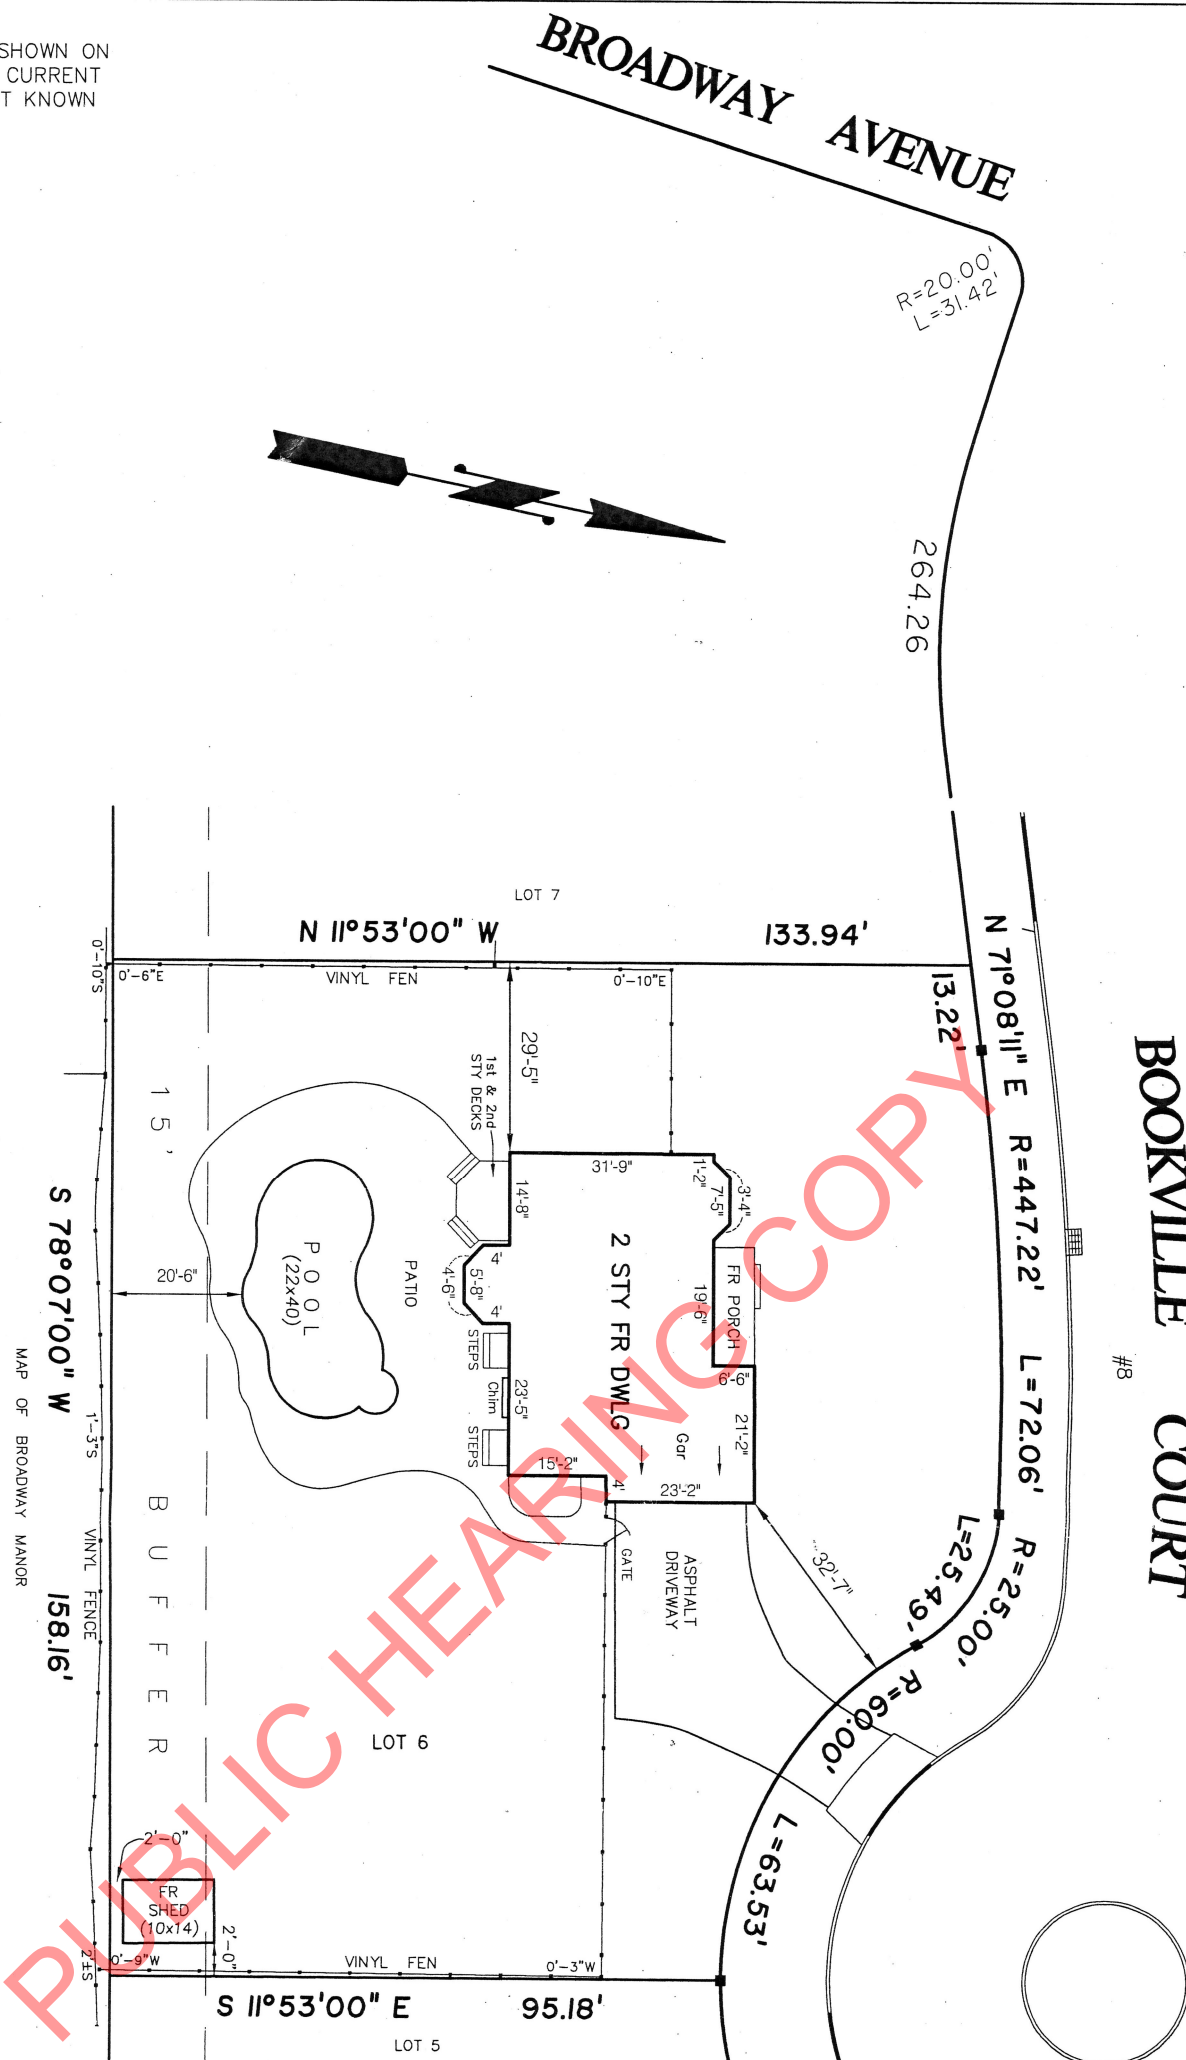 SHOWN ON
CURRENT
T KNOWN
BROADWAY AVENUE
R=20.00'
L=31.42'
264.26
LOT 7
N 11°53'00" W 133.94'
N 71°08'11" E R=447.22' L=72.06'
13.22'
BOOKVILLE COURT
#8
0'-10"S
0'-6"E
VINYL FEN
0'-10"E
29'-5"
1st & 2nd
STY DECKS
31'-9"
14'-8"
1'-2"
7'-5"
3'-4"
2 STY FR DWLG
FR PORCH
19'-6"
6'-6"
21'-2"
Gar
23'-2"
4'
5'-8"
4'-6"
4'
STEPS
Chim
23'-5"
STEPS
15'-2"
4'
GATE
ASPHALT
DRIVEWAY
32'-7"
L=25.49'
R=25.00'
R=60.00'
L=63.53'
POOL
(22x40)
PATIO
20'-6"
15' BUFFER
S 78°07'00" W 158.16'
MAP OF BROADWAY MANOR
1'-3"S
VINYL FENCE
LOT 6
2'-0"
FR
SHED
(10x14)
2'-0"
2'±S
0'-9"W
VINYL FEN
0'-3"W
S 11°53'00" E 95.18'
LOT 5
PUBLIC HEARING COPY